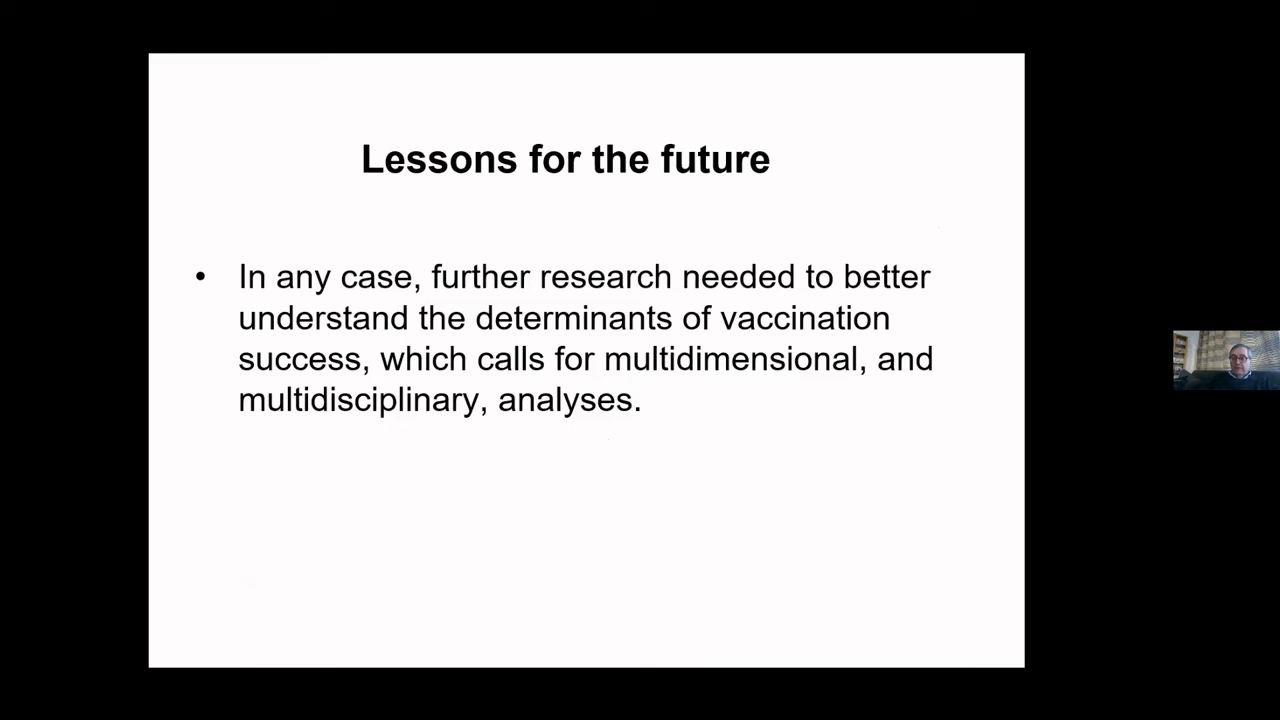 Lessons for the future
• In any case, further research needed to better
understand the determinants of vaccination
success, which calls for multidimensional, and
multidisciplinary, analyses.